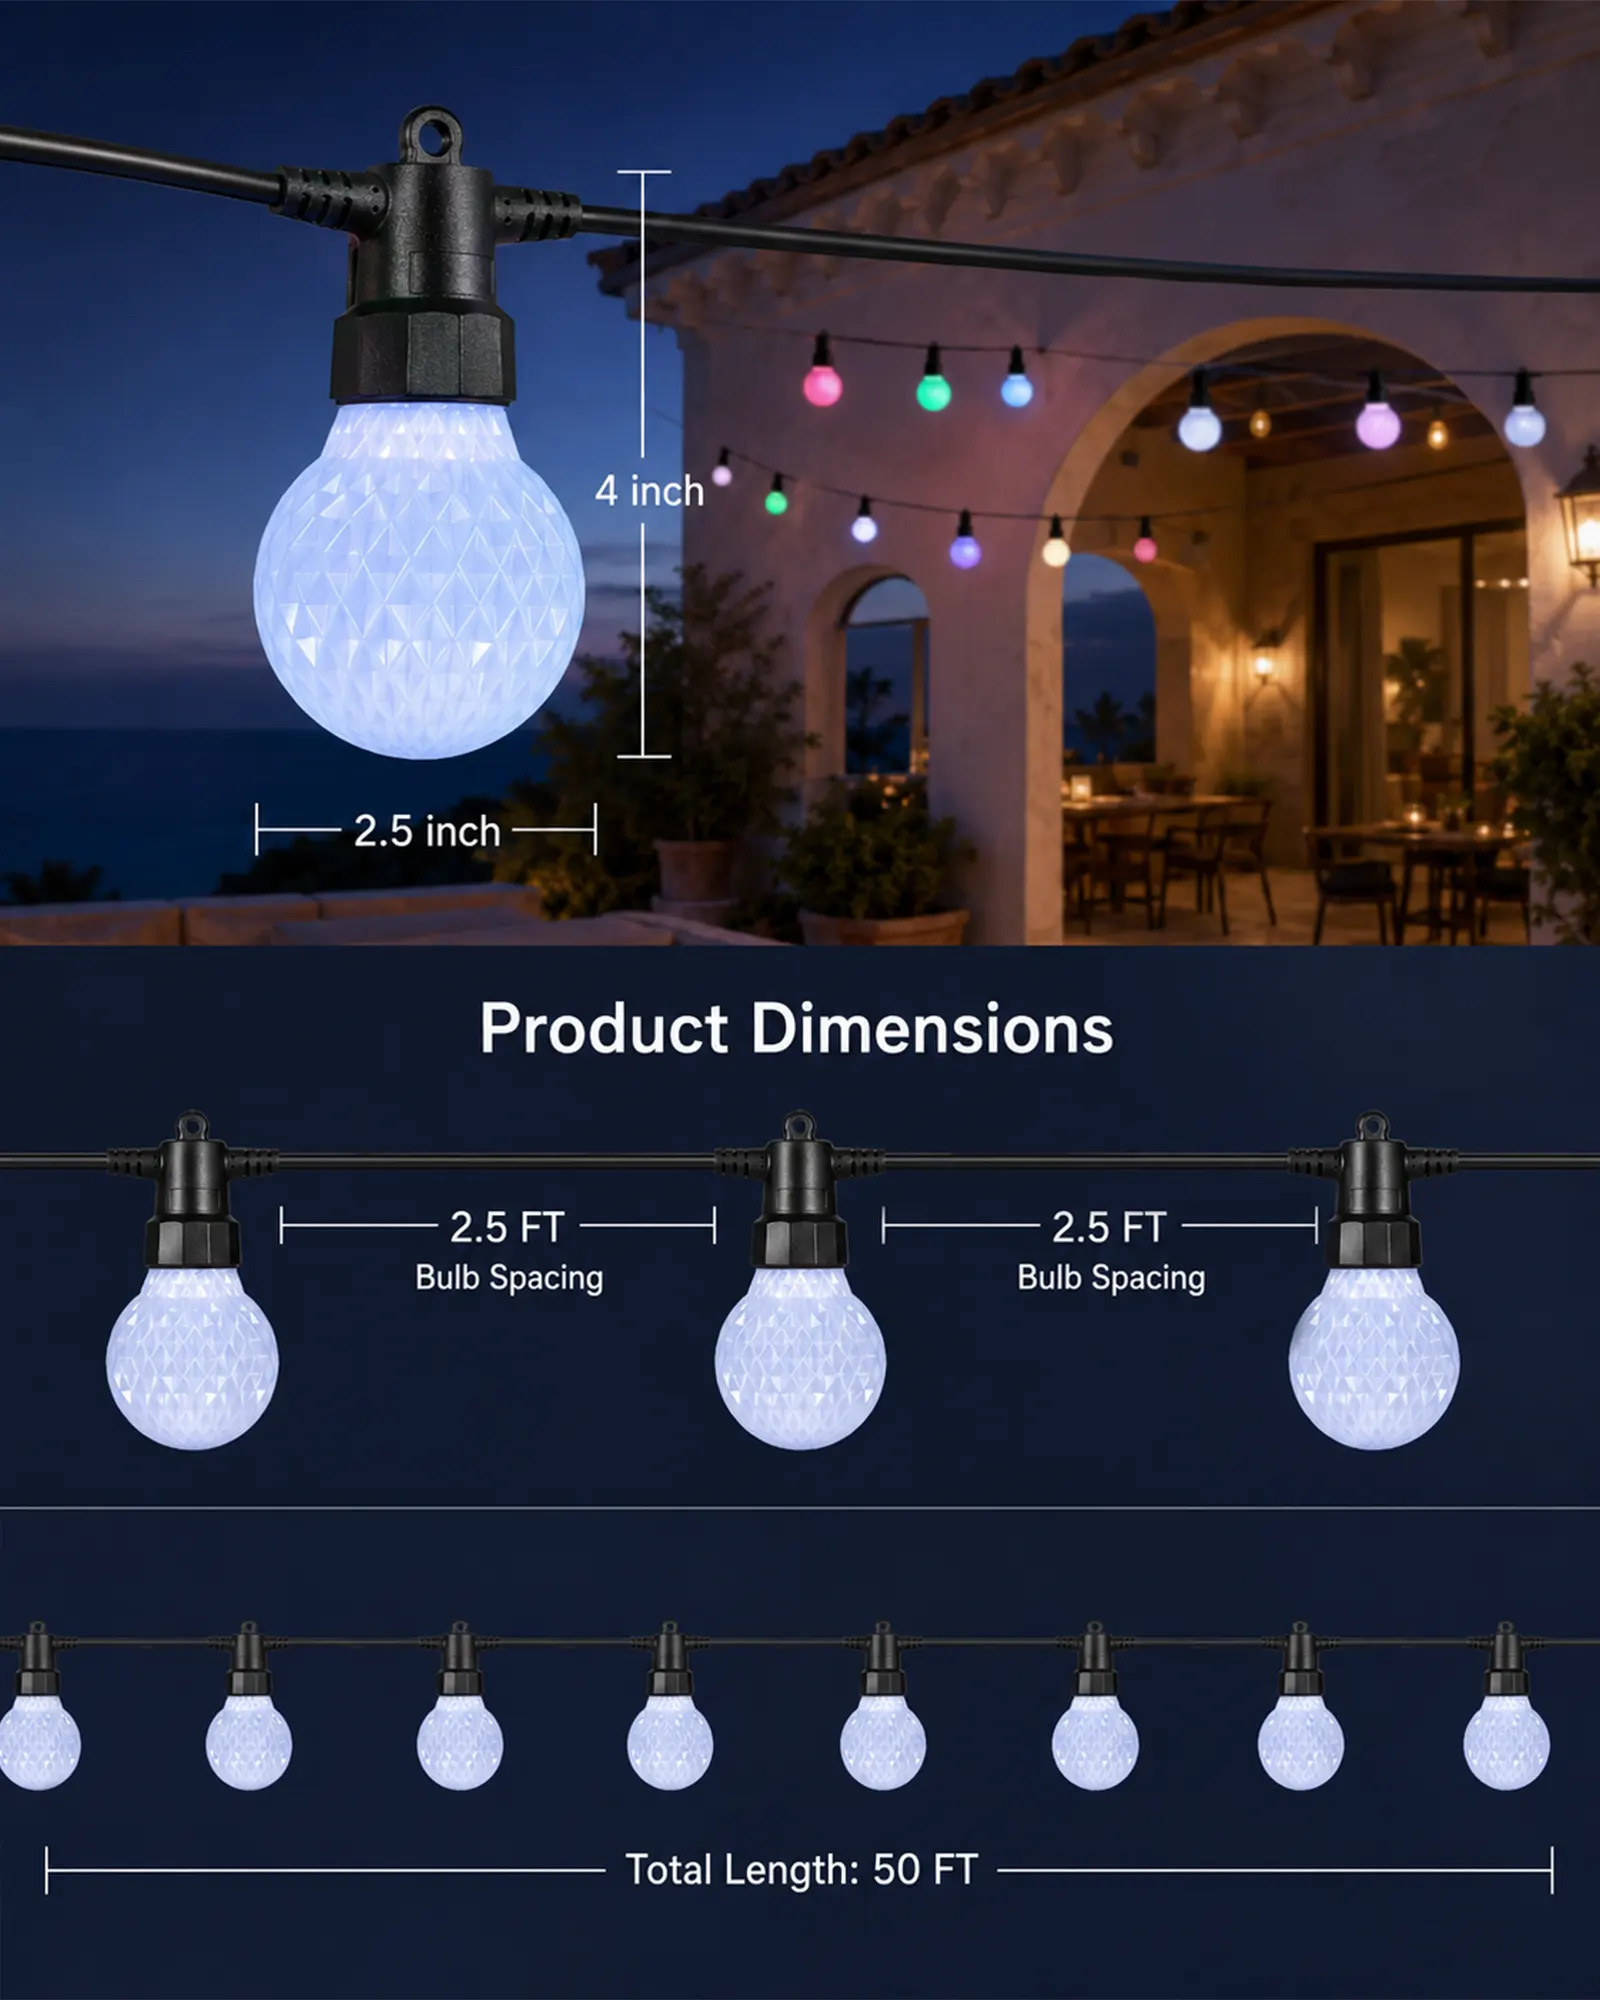 4 inch
2.5 inch
Product Dimensions
2.5 FT
Bulb Spacing
2.5 FT
Bulb Spacing
Total Length: 50 FT